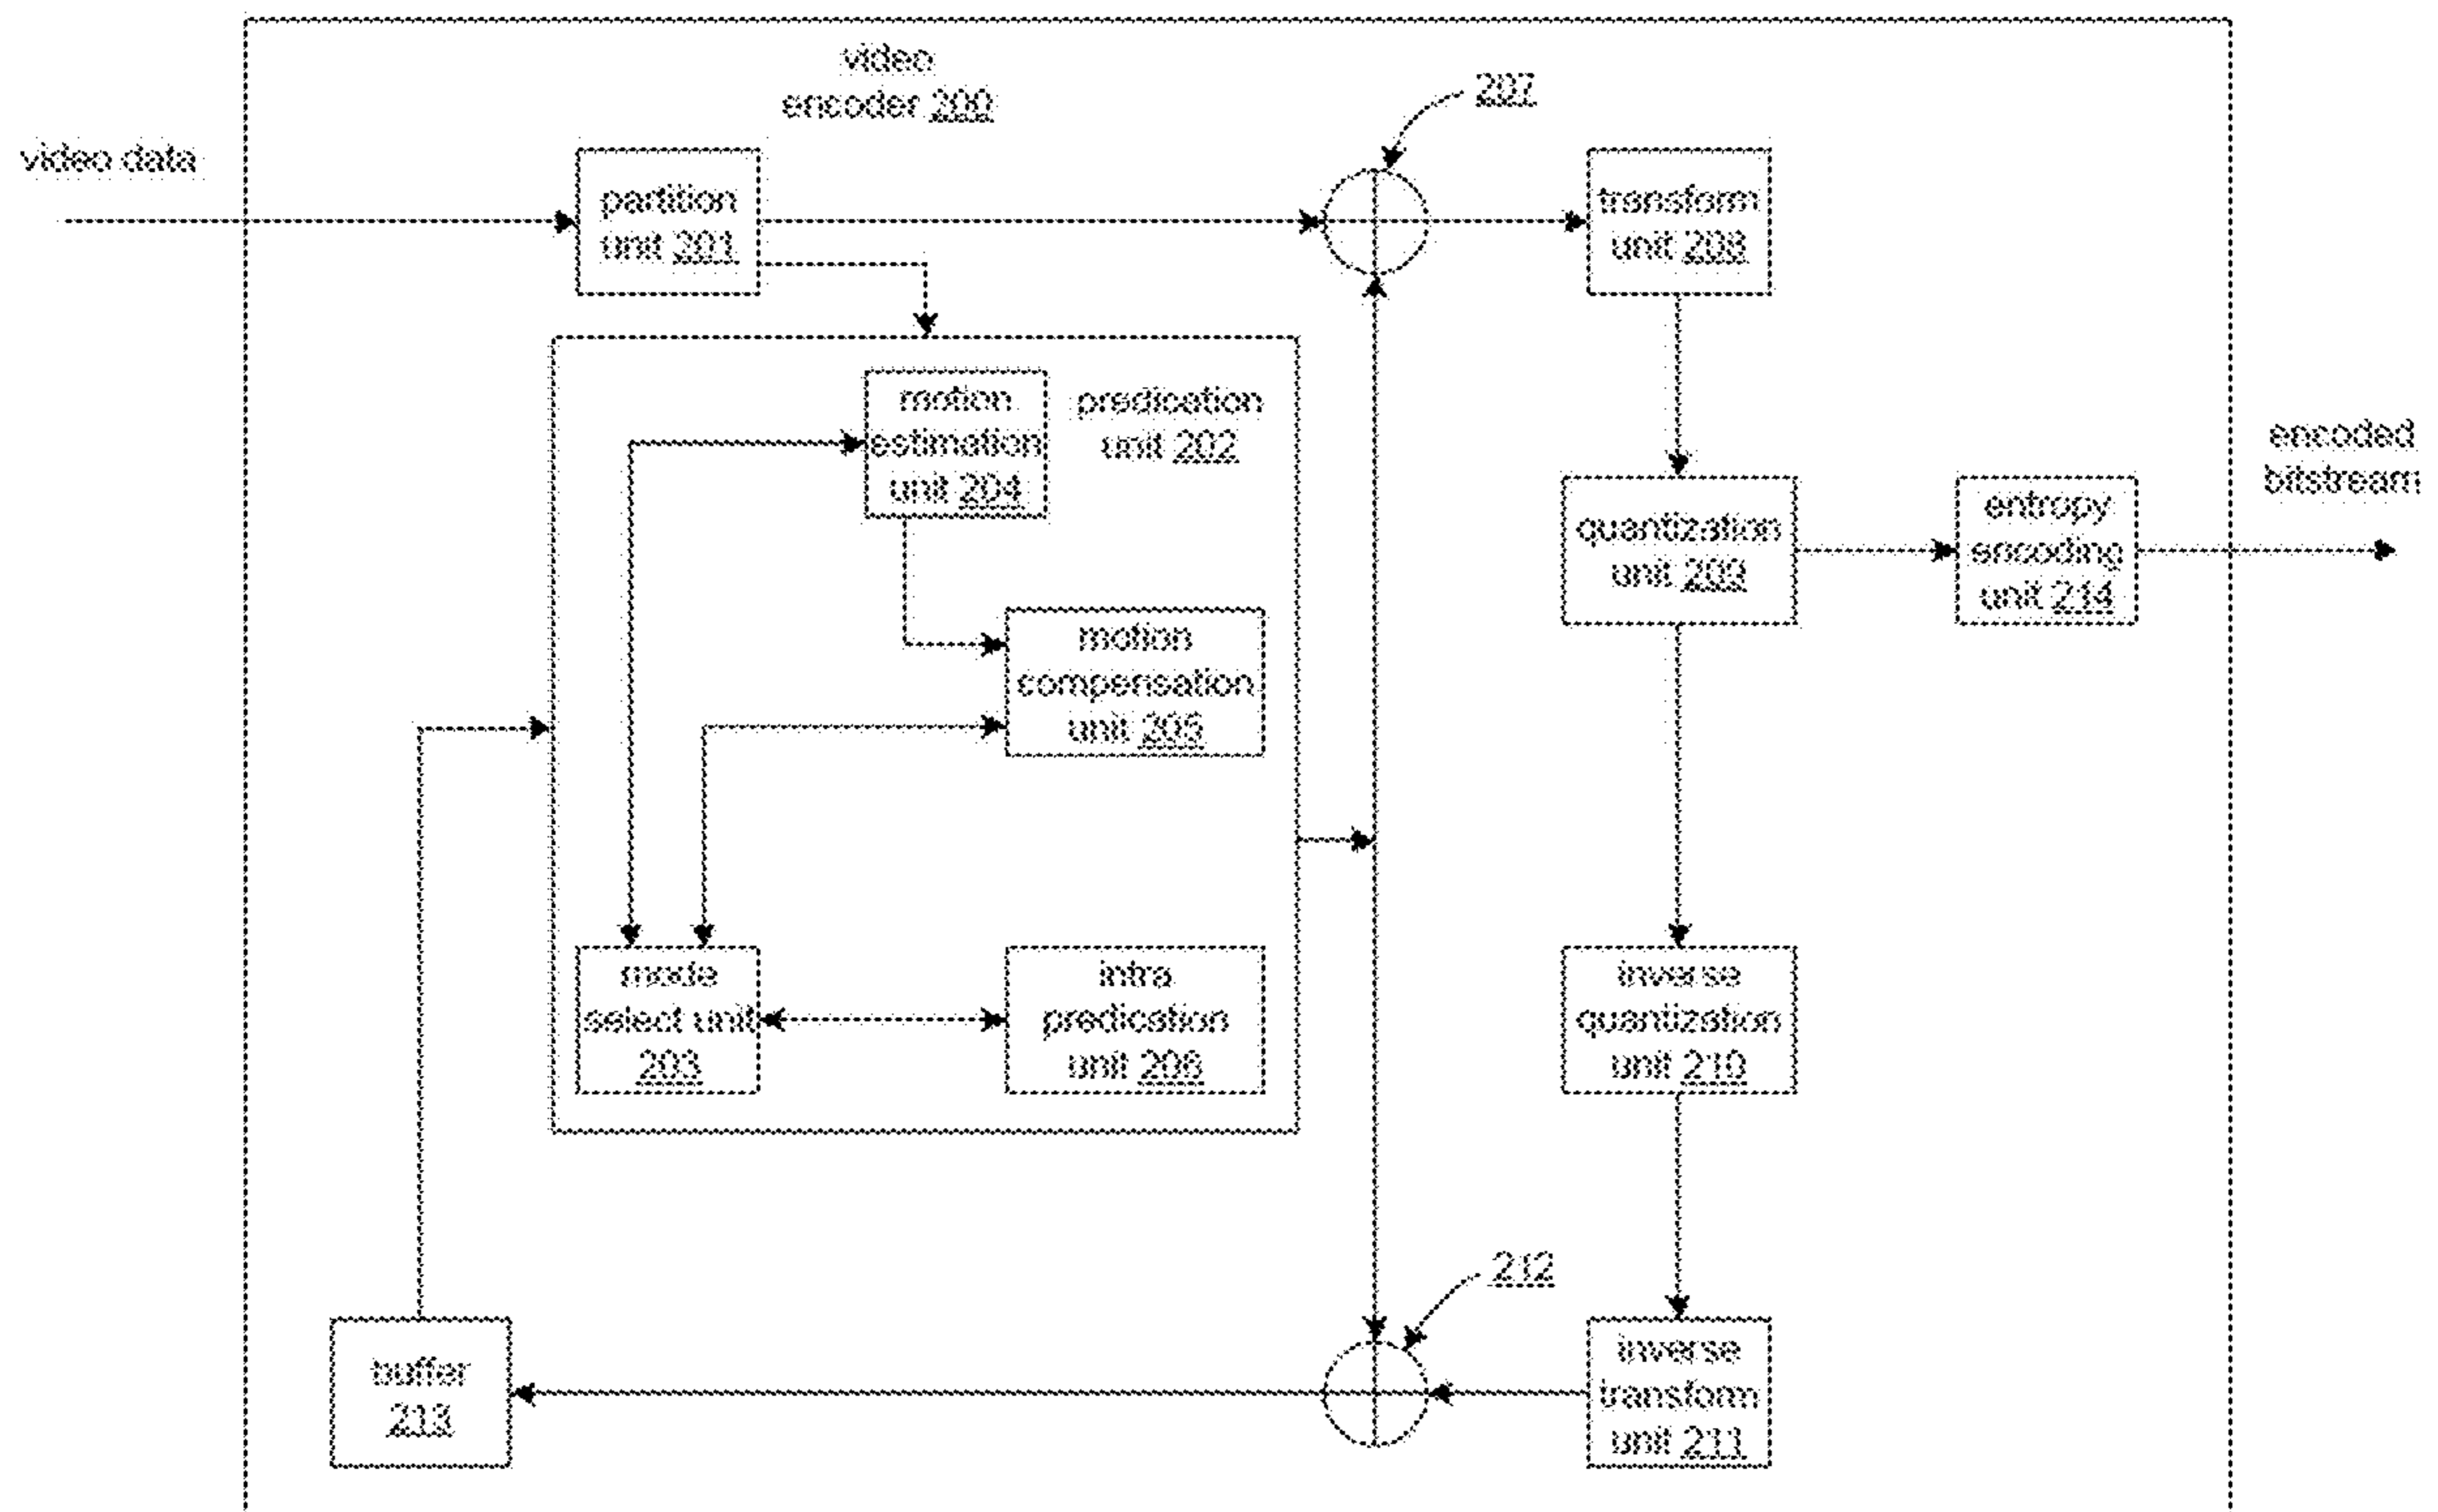 video
encoder 200
207
video data
partition
unit 201
transform
unit 208
motion
estimation
unit 204
predication
unit 202
encoded
bitstream
quantization
unit 209
entropy
encoding
unit 214
motion
compensation
unit 205
mode
select unit
203
intra
predication
unit 206
inverse
quantization
unit 210
212
buffer
213
inverse
transform
unit 211